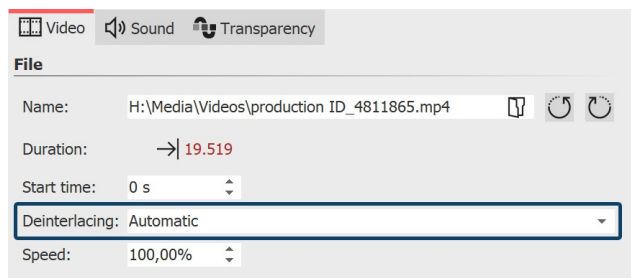 Video Sound Transparency
File
Name: H:\Media\Videos\production ID_4811865.mp4
Duration: 19.519
Start time: 0 s
Deinterlacing: Automatic
Speed: 100,00%